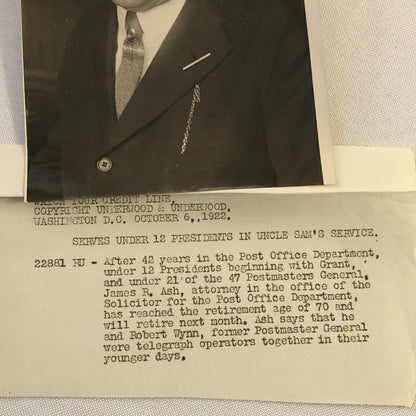 WATCH YOUR CREDIT LINE,
COPYRIGHT UNDERWOOD & UNDERWOOD.
WASHINGTON D.C. OCTOBER 6,,1922.
SERVES UNDER 12 PRESIDENTS IN UNCLE SAM'S SERVICE.
22881 RU - After 42 years in the Post Office Department,
under 12 Presidents beginning with Grant,
and under 21 of the 47 Postmasters General,
James R. Ash, attorney in the office of the
Solicitor for the Post Office Department,
has reached the retirement age of 70 and
will retire next month. Ash says that he
and Robert Wynn, former Postmaster General
were telegraph operators together in their
younger days.